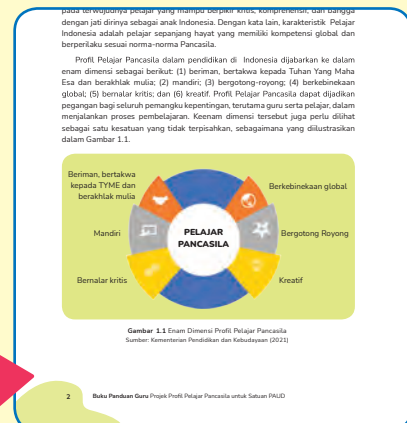 pada terwujudnya pelajar yang mampu berpikir kritis, komprehensif, dan bangga
dengan jati dirinya sebagai anak Indonesia. Dengan kata lain, karakteristik Pelajar
Indonesia adalah pelajar sepanjang hayat yang memiliki kompetensi global dan
berperilaku sesuai norma-norma Pancasila.
Profil Pelajar Pancasila dalam pendidikan di Indonesia dijabarkan ke dalam
enam dimensi sebagai berikut: (1) beriman, bertakwa kepada Tuhan Yang Maha
Esa dan berakhlak mulia; (2) mandiri; (3) bergotong-royong; (4) berkebinekaan
global; (5) bernalar kritis; dan (6) kreatif. Profil Pelajar Pancasila dapat dijadikan
pegangan bagi seluruh pemangku kepentingan, terutama guru serta pelajar, dalam
menjalankan proses pembelajaran. Keenam dimensi tersebut juga perlu dilihat
sebagai satu kesatuan yang tidak terpisahkan, sebagaimana yang diilustrasikan
dalam Gambar 1.1.
Beriman, bertakwa
kepada TYME dan
berakhlak mulia
Berkebinekaan global
Mandiri
PELAJAR
PANCASILA
Bergotong Royong
Bernalar kritis
Kreatif
Gambar 1.1 Enam Dimensi Profil Pelajar Pancasila
Sumber: Kementerian Pendidikan dan Kebudayaan (2021)
2 Buku Panduan Guru Projek Profil Pelajar Pancasila untuk Satuan PAUD